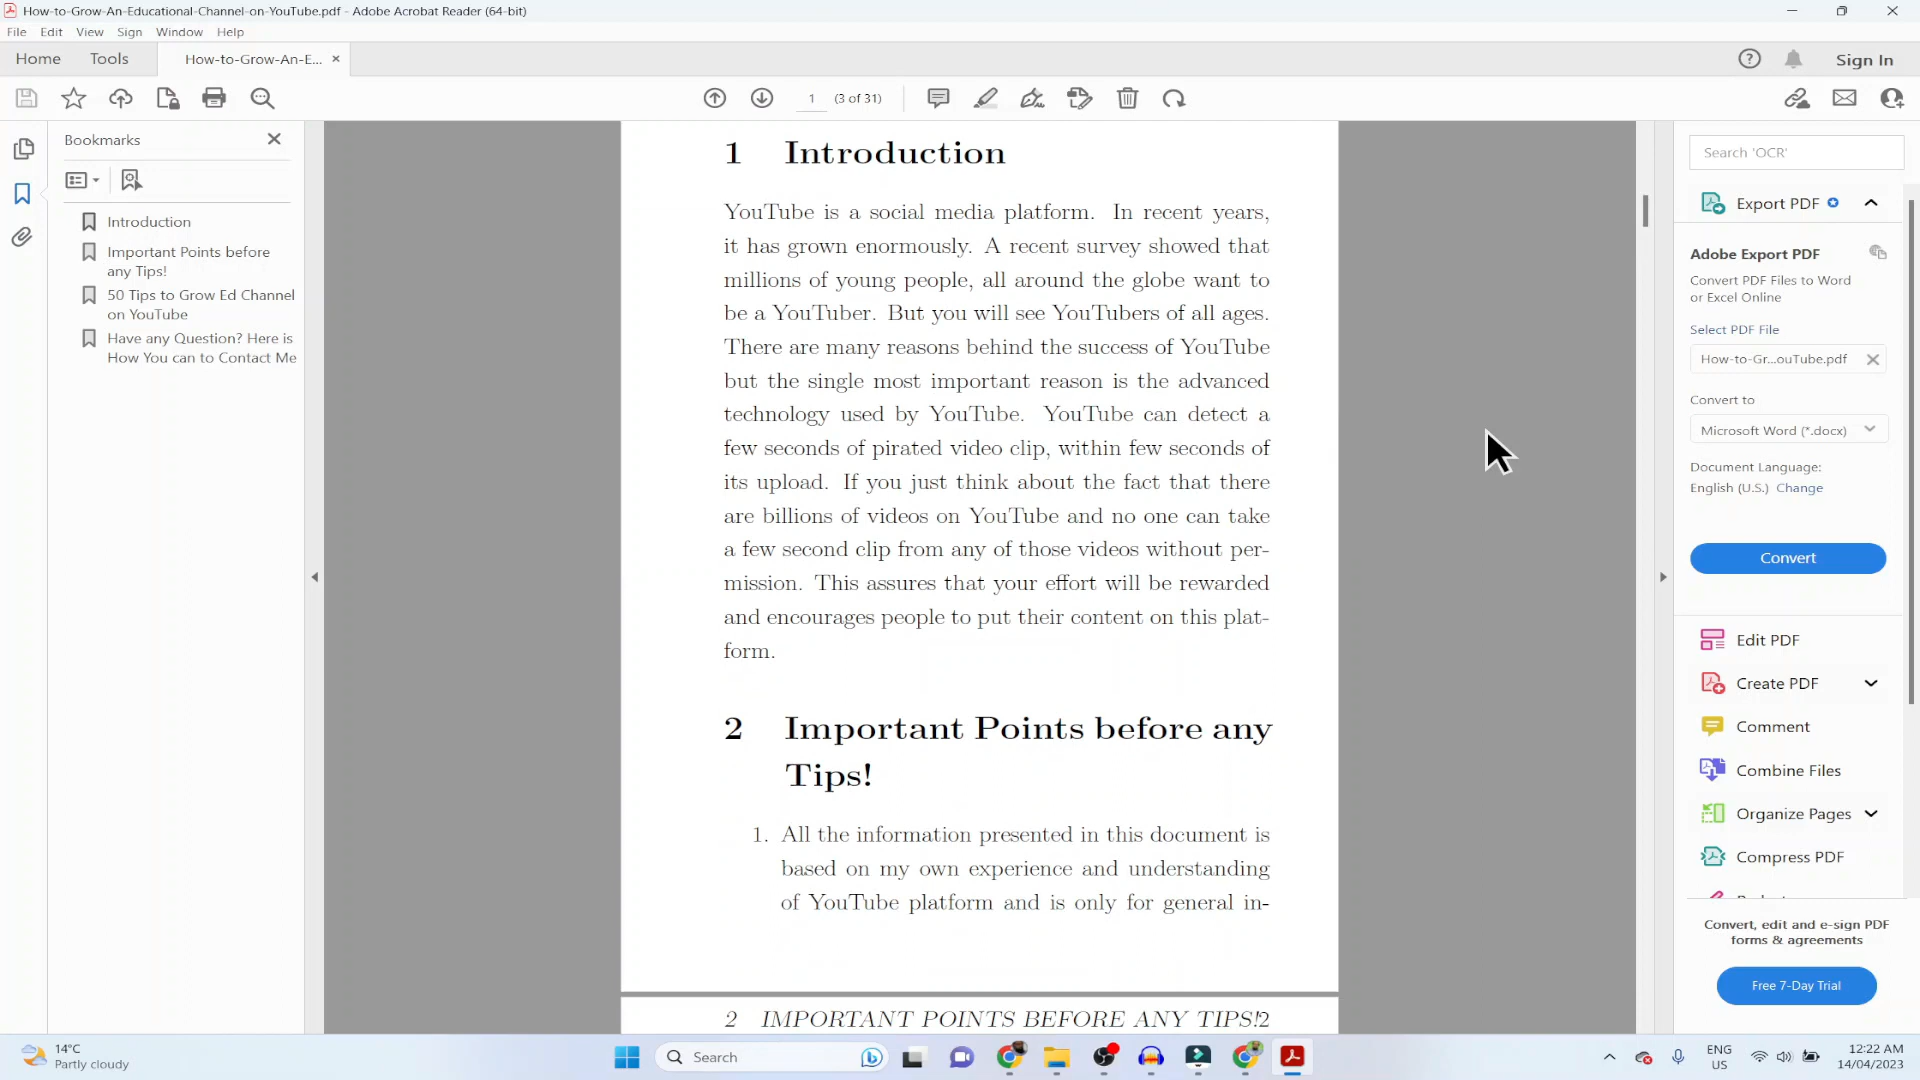 How-to-Grow-An-Educational-Channel-on-YouTube.pdf - Adobe Acrobat Reader (64-bit)
File Edit View Sign Window Help
Home Tools How-to-Grow-An-E... × Sign In
1 (3 of 31)
Bookmarks
Introduction
Important Points before
any Tips!
50 Tips to Grow Ed Channel
on YouTube
Have any Question? Here is
How You can to Contact Me
1 Introduction
YouTube is a social media platform. In recent years,
it has grown enormously. A recent survey showed that
millions of young people, all around the globe want to
be a YouTuber. But you will see YouTubers of all ages.
There are many reasons behind the success of YouTube
but the single most important reason is the advanced
technology used by YouTube. YouTube can detect a
few seconds of pirated video clip, within few seconds of
its upload. If you just think about the fact that there
are billions of videos on YouTube and no one can take
a few second clip from any of those videos without per-
mission. This assures that your effort will be rewarded
and encourages people to put their content on this plat-
form.
2 Important Points before any
Tips!
1. All the information presented in this document is
based on my own experience and understanding
of YouTube platform and is only for general in-
2 IMPORTANT POINTS BEFORE ANY TIPS!2
Search 'OCR'
Export PDF
Adobe Export PDF
Convert PDF Files to Word
or Excel Online
Select PDF File
How-to-Gr...ouTube.pdf
Convert to
Microsoft Word (*.docx)
Document Language:
English (U.S.) Change
Convert
Edit PDF
Create PDF
Comment
Combine Files
Organize Pages
Compress PDF
Convert, edit and e-sign PDF
forms & agreements
Free 7-Day Trial
14°C
Partly cloudy
Search
ENG
US
12:22 AM
14/04/2023